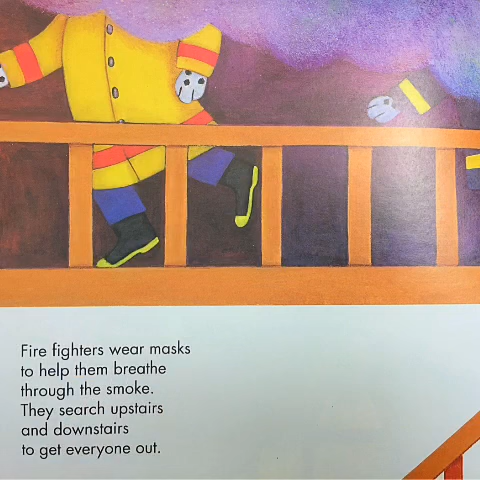 Fire fighters wear masks
to help them breathe
through the smoke.
They search upstairs
and downstairs
to get everyone out.